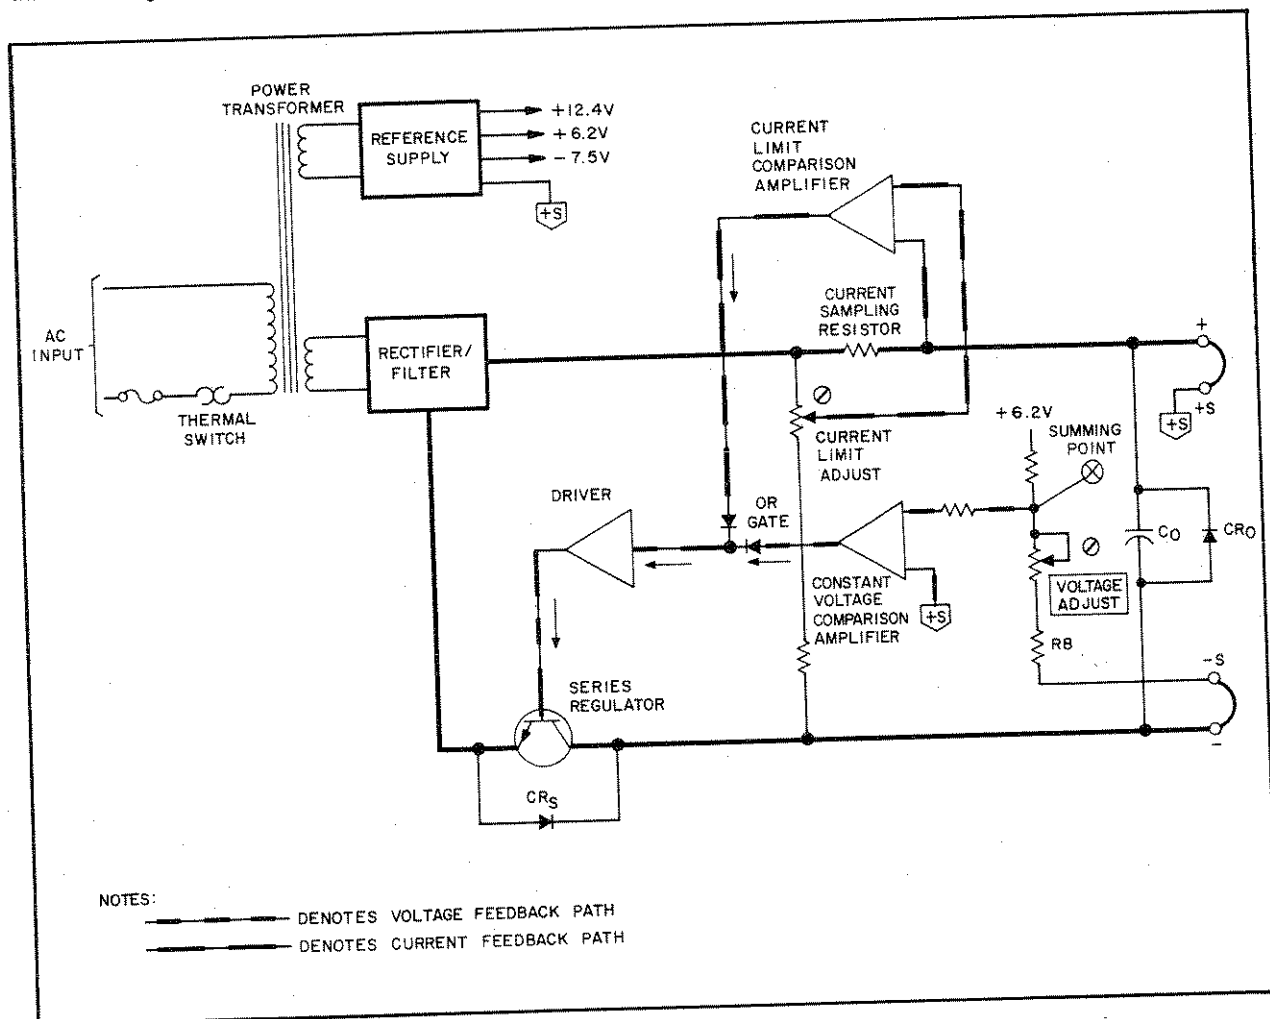 POWER
TRANSFORMER
REFERENCE
SUPPLY
+12.4V
+6.2V
-7.5V
+S
CURRENT
LIMIT
COMPARISON
AMPLIFIER
AC
INPUT
THERMAL
SWITCH
RECTIFIER/
FILTER
CURRENT
SAMPLING
RESISTOR
+
+S
+S
CURRENT
LIMIT
ADJUST
+6.2V
SUMMING
POINT
DRIVER
OR
GATE
CONSTANT
VOLTAGE
COMPARISON
AMPLIFIER
+S
VOLTAGE
ADJUST
CO
CRO
RB
-S
-
SERIES
REGULATOR
CRS
NOTES:
DENOTES VOLTAGE FEEDBACK PATH
DENOTES CURRENT FEEDBACK PATH